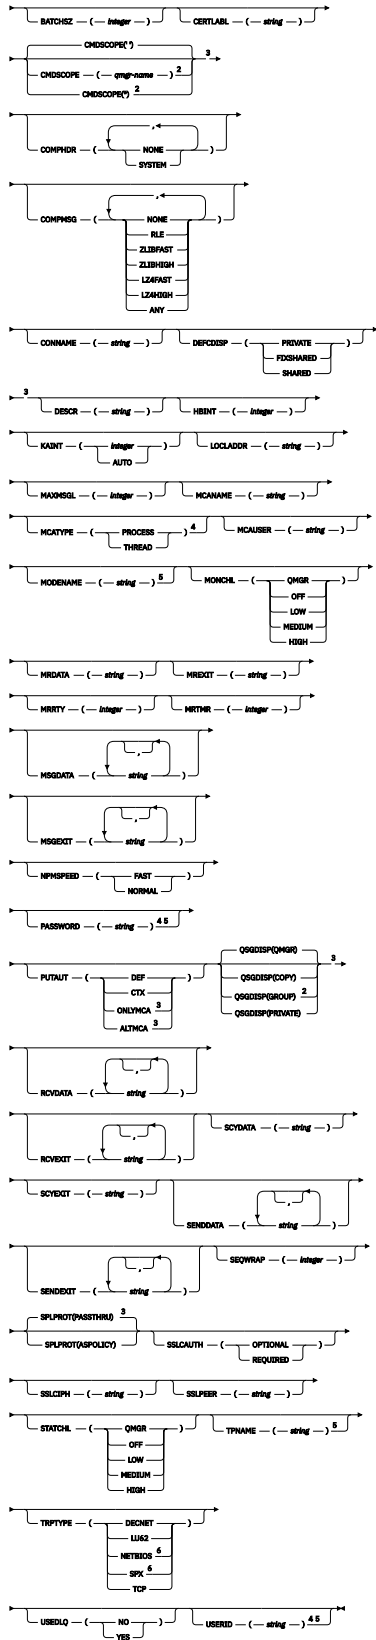 BATCHSZ ( integer ) CERTLABL ( string )
CMDSCOPE(' ')
3
CMDSCOPE ( qmgr-name ) 2
CMDSCOPE(*) 2
,
COMPHDR ( NONE )
SYSTEM
,
COMPMSG ( NONE )
RLE
ZLIBFAST
ZLIBHIGH
LZ4FAST
LZ4HIGH
ANY
CONNAME ( string ) DEFCDISP ( PRIVATE )
FIXSHARED
SHARED
3
DESCR ( string ) HBINT ( integer )
KAINT ( integer ) LOCLADDR ( string )
AUTO
MAXMSGL ( integer ) MCANAME ( string )
MCATYPE ( PROCESS ) 4 MCAUSER ( string )
THREAD
MODENAME ( string ) 5 MONCHL ( QMGR )
OFF
LOW
MEDIUM
HIGH
MRDATA ( string ) MREXIT ( string )
MRRTY ( integer ) MRTMR ( integer )
,
MSGDATA ( string )
,
MSGEXIT ( string )
NPMSPEED ( FAST )
NORMAL
PASSWORD ( string ) 4 5
QSGDISP(QMGR)
3
PUTAUT ( DEF ) QSGDISP(COPY)
CTX QSGDISP(GROUP) 2
ONLYMCA 3 QSGDISP(PRIVATE)
ALTMCA 3
,
RCVDATA ( string )
,
RCVEXIT ( string ) SCYDATA ( string )
SCYEXIT ( string )
,
SENDDATA ( string )
,
SENDEXIT ( string ) SEQWRAP ( integer )
SPLPROT(PASSTHRU) 3
SPLPROT(ASPOLICY) SSLCAUTH ( OPTIONAL )
REQUIRED
SSLCIPH ( string ) SSLPEER ( string )
STATCHL ( QMGR ) TPNAME ( string ) 5
OFF
LOW
MEDIUM
HIGH
TRPTYPE ( DECNET )
LU62
NETBIOS 6
SPX 6
TCP
USEDLQ ( NO ) USERID ( string ) 4 5
YES